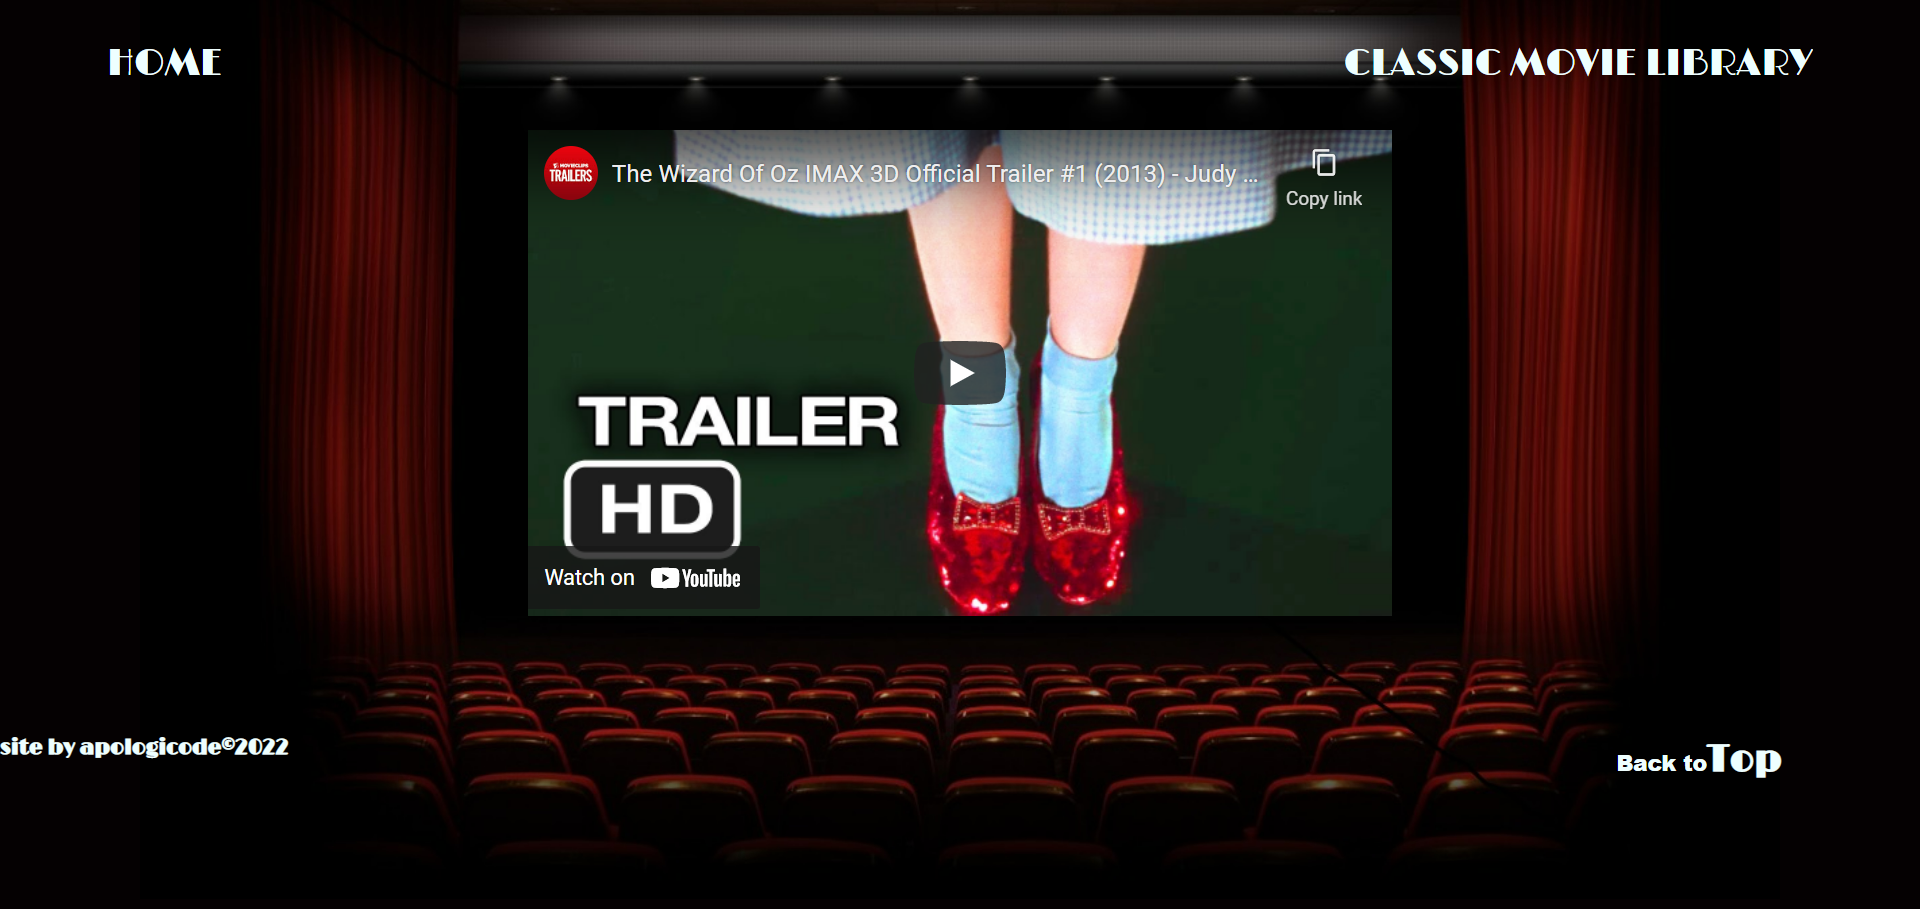 HOME
CLASSIC MOVIE LIBRARY
MOVIECLIPS
TRAILERS
The Wizard Of Oz IMAX 3D Official Trailer #1 (2013) - Judy ...
Copy link
TRAILER
HD
Watch on YouTube
site by apologicode©2022
Back to Top